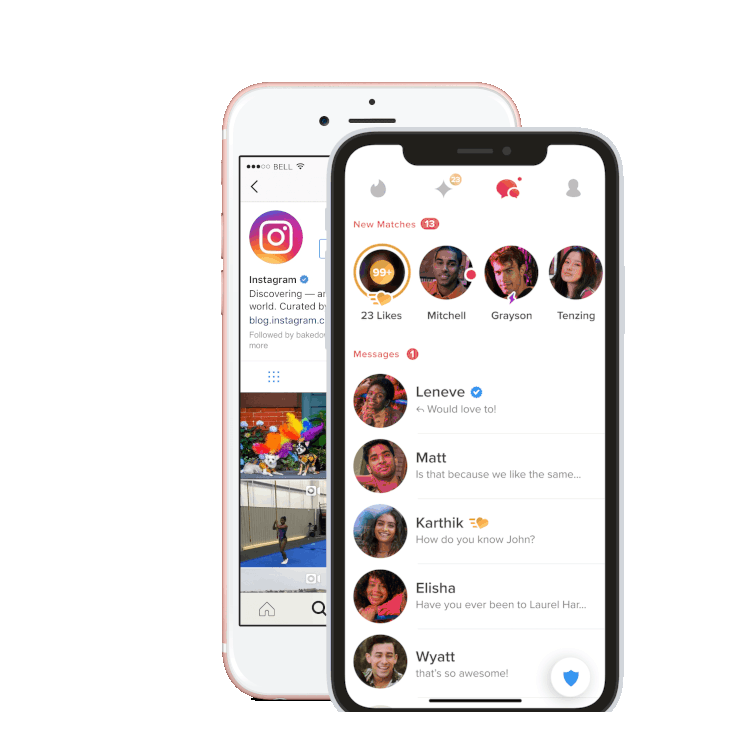 ●●●○○ BELL
Instagram
Discovering — an
world. Curated by
blog.instagram.c
Followed by bakedo
more
23
New Matches 13
99+
23 Likes
Mitchell
Grayson
Tenzing
Messages 1
Leneve
Would love to!
Matt
Is that because we like the same...
Karthik
How do you know John?
Elisha
Have you ever been to Laurel Har...
Wyatt
that's so awesome!